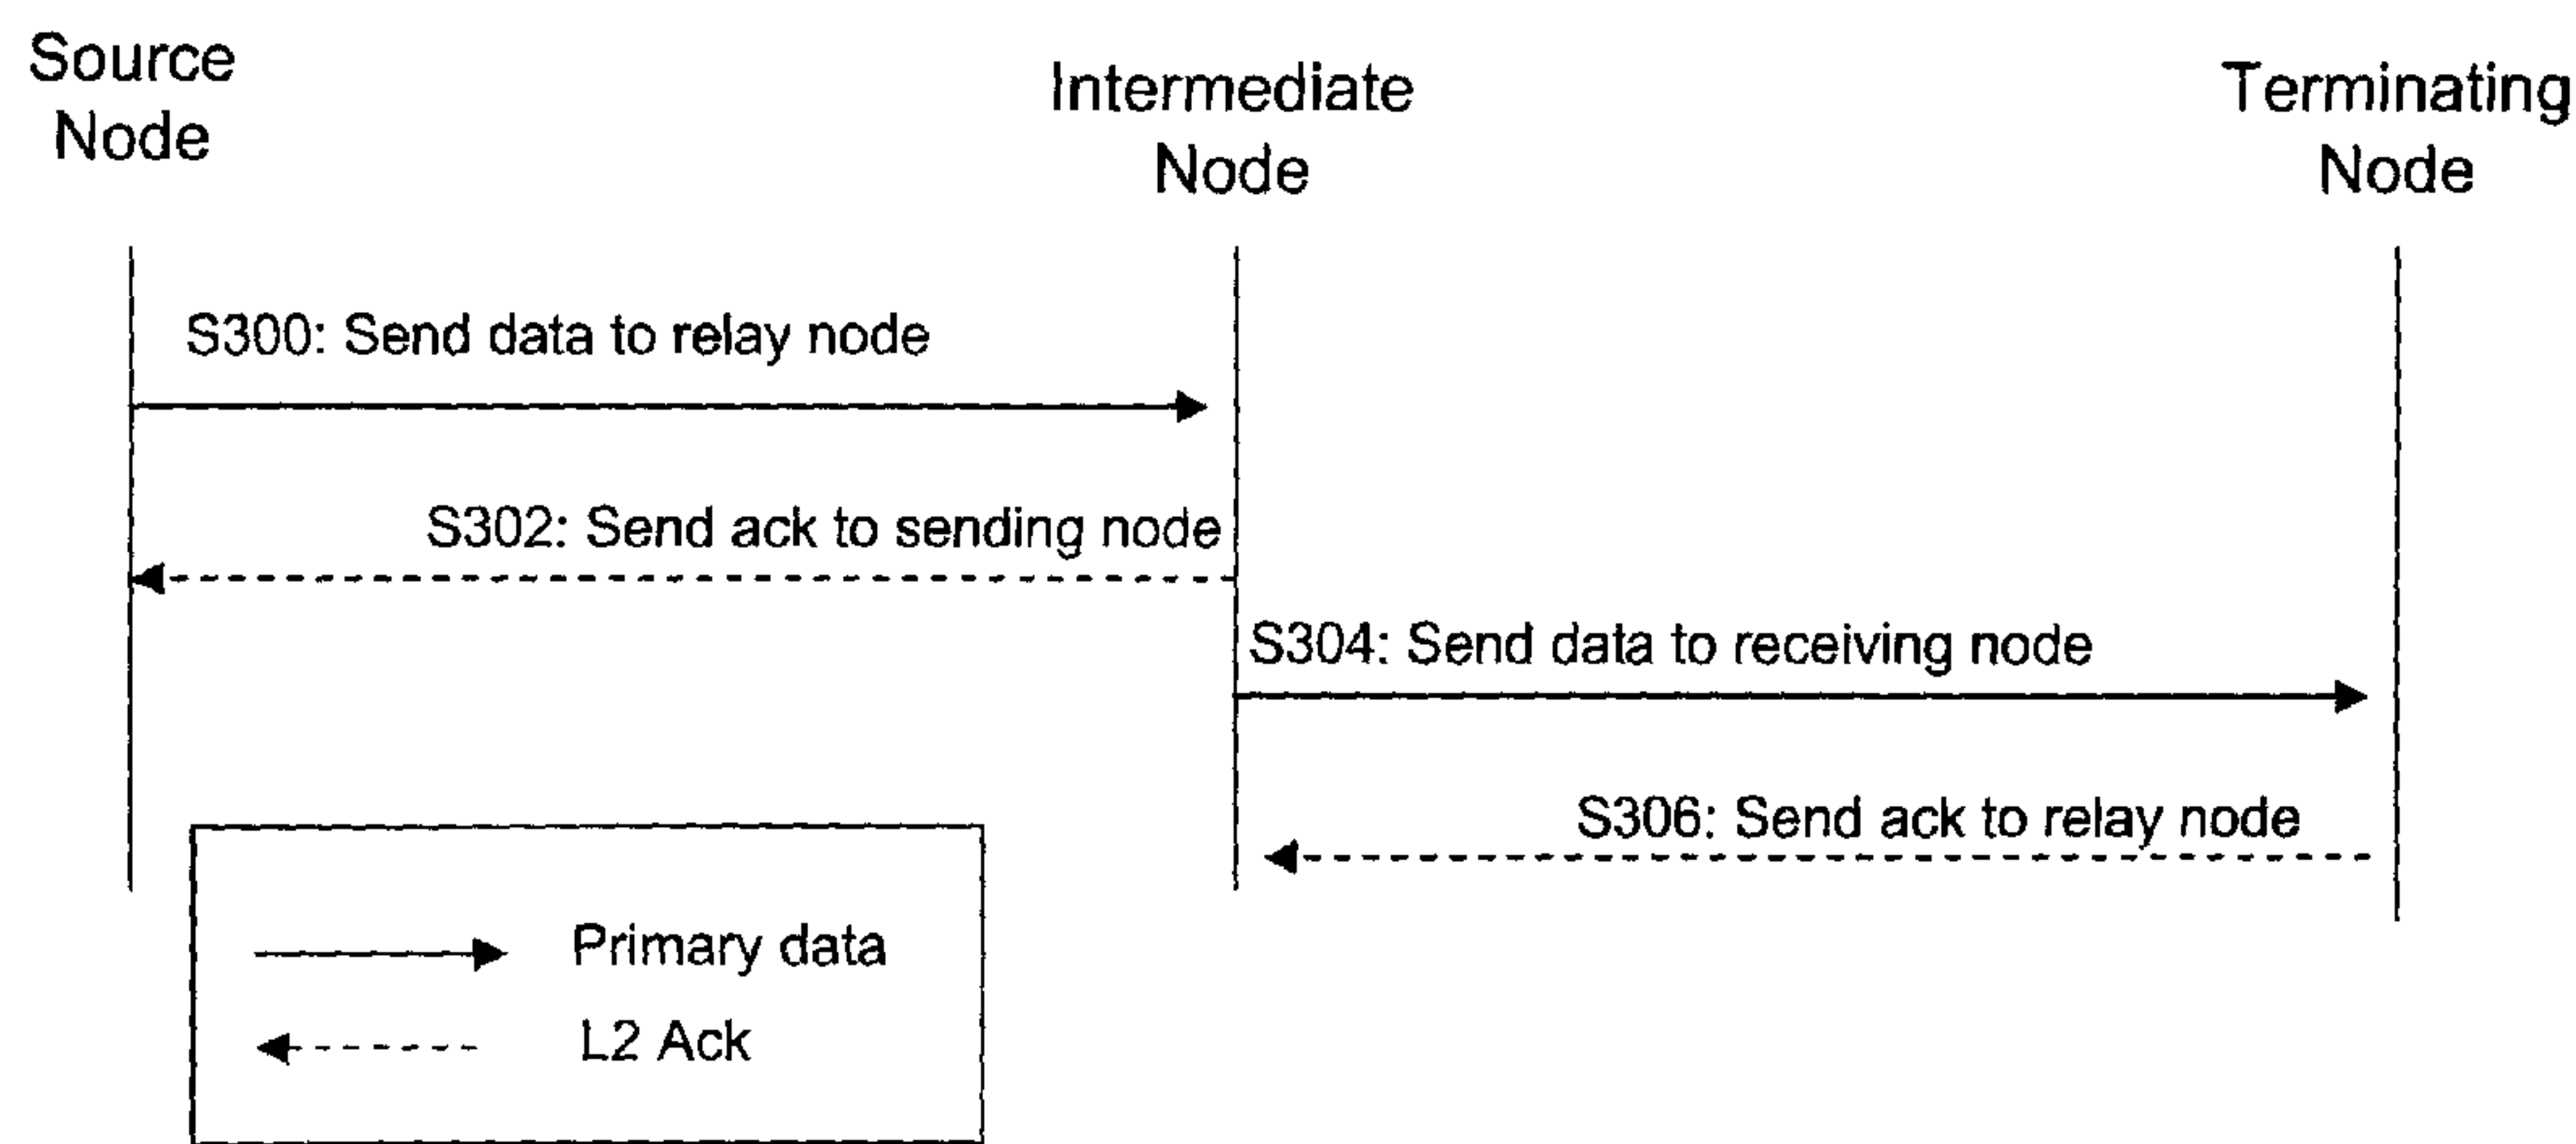 Source
Node
Intermediate
Node
Terminating
Node
S300: Send data to relay node
S302: Send ack to sending node
S304: Send data to receiving node
S306: Send ack to relay node
Primary data
L2 Ack